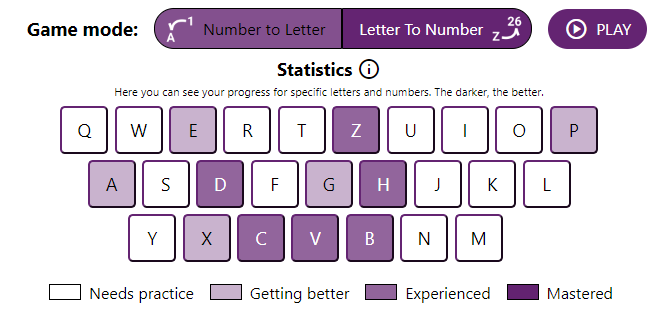 Game mode: A 1 Number to Letter Letter To Number 26 Z PLAY
Statistics i
Here you can see your progress for specific letters and numbers. The darker, the better.
Q W E R T Z U I O P
A S D F G H J K L
Y X C V B N M
Needs practice Getting better Experienced Mastered